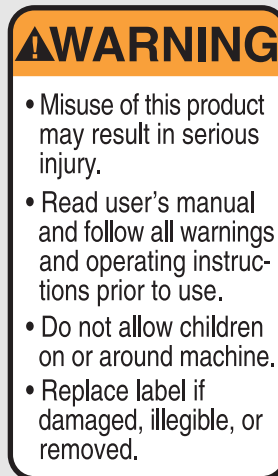 ⚠WARNING
• Misuse of this product
may result in serious
injury.
• Read user's manual
and follow all warnings
and operating instruc-
tions prior to use.
• Do not allow children
on or around machine.
• Replace label if
damaged, illegible, or
removed.